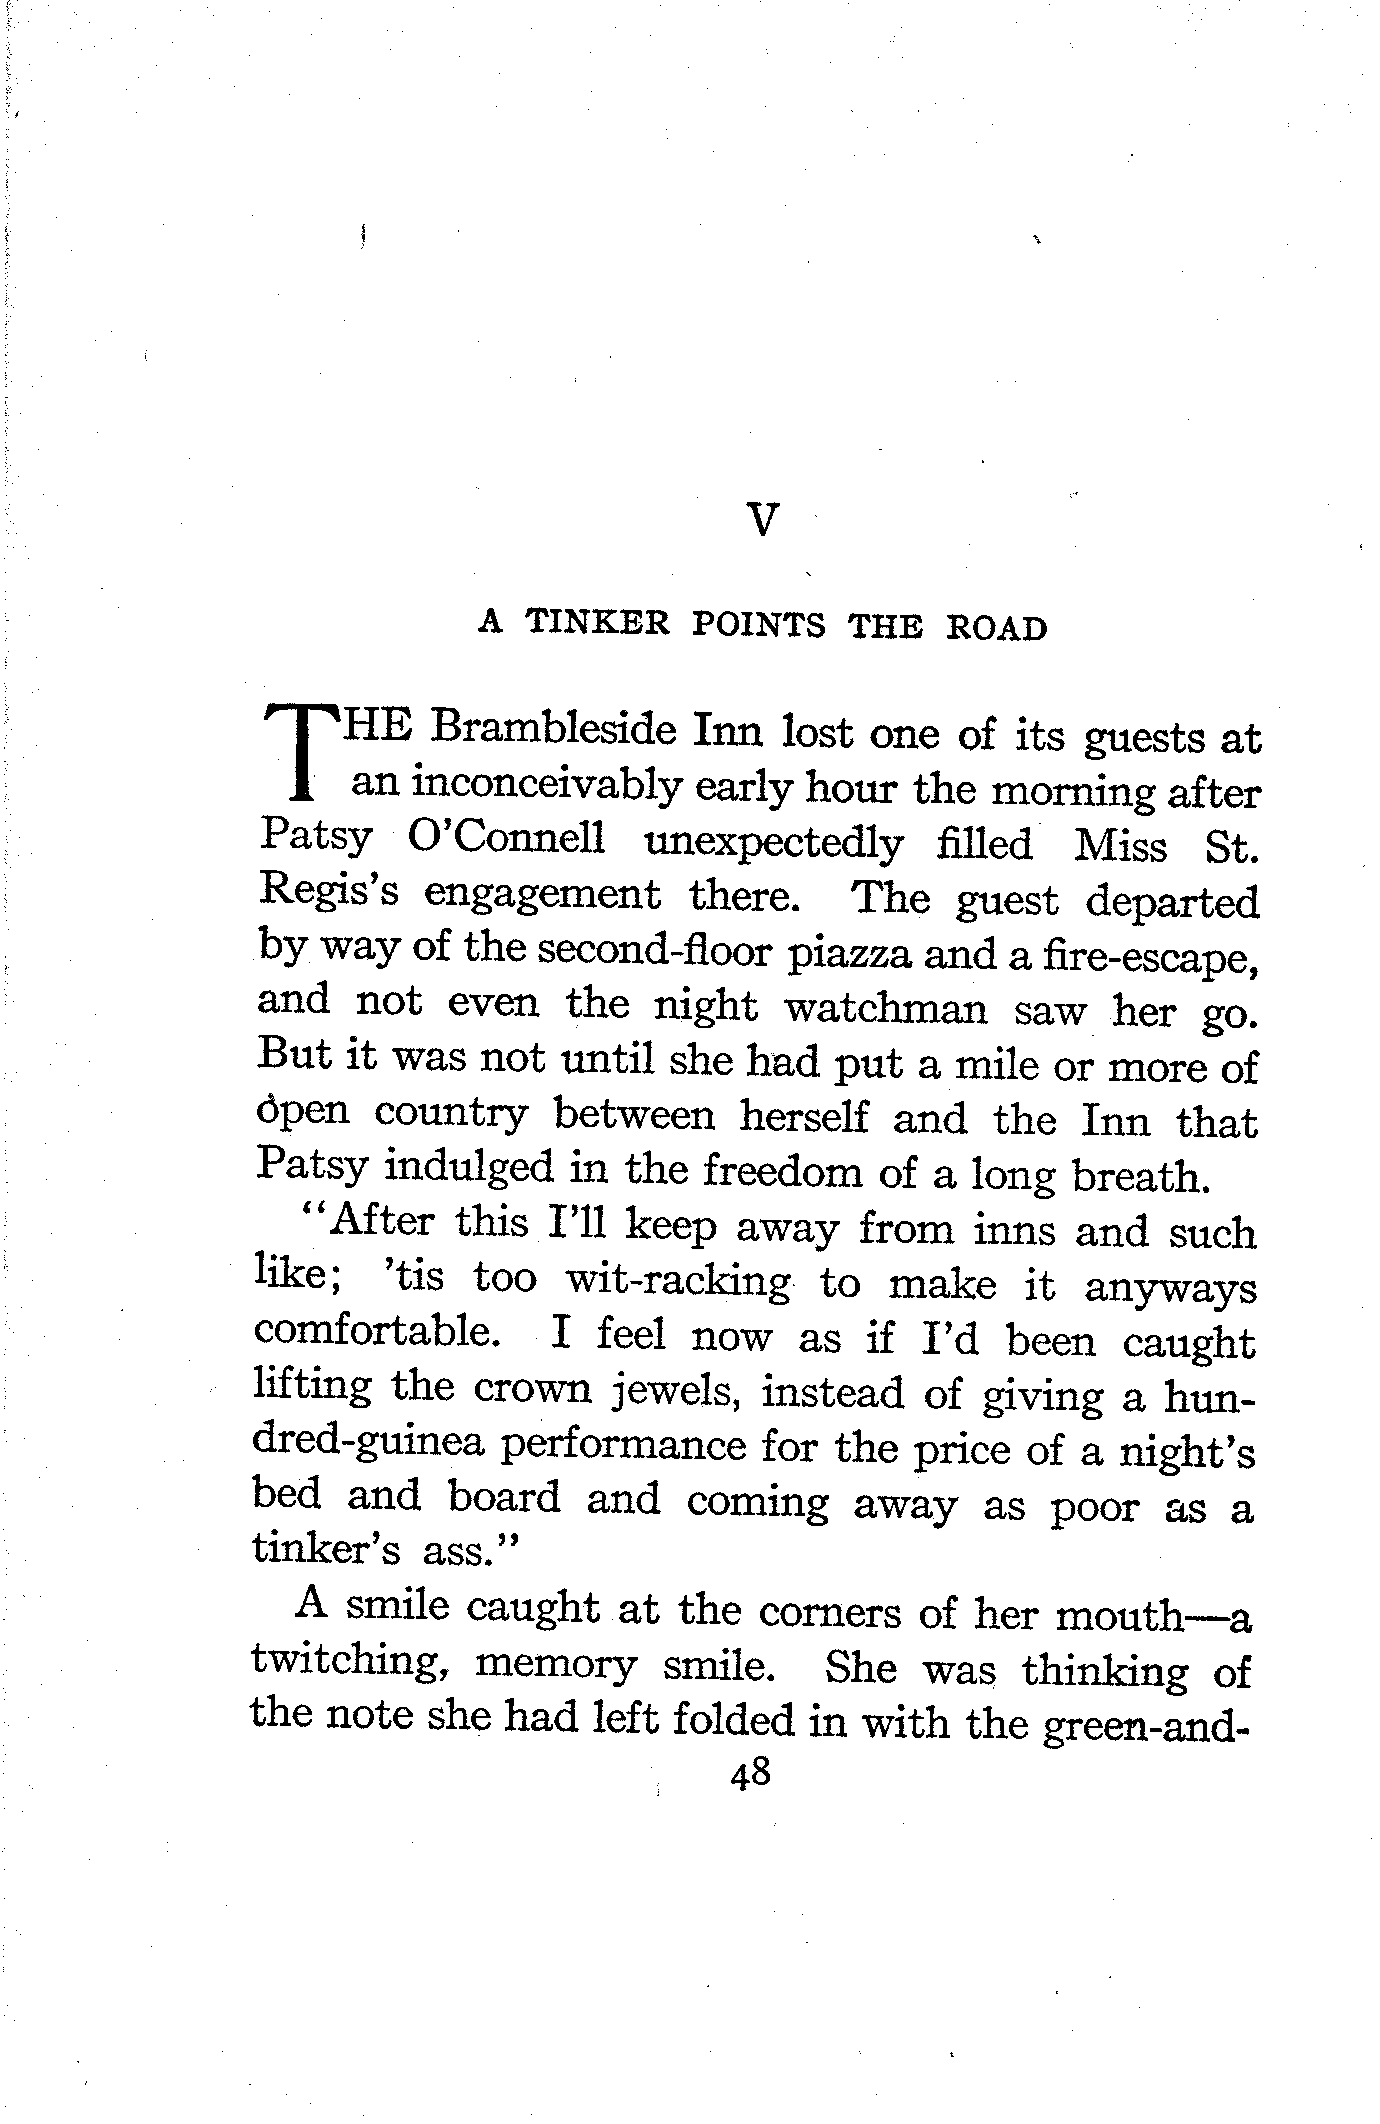 V
A TINKER POINTS THE ROAD
THE Brambleside Inn lost one of its guests at
an inconceivably early hour the morning after
Patsy O'Connell unexpectedly filled Miss St.
Regis's engagement there. The guest departed
by way of the second-floor piazza and a fire-escape,
and not even the night watchman saw her go.
But it was not until she had put a mile or more of
open country between herself and the Inn that
Patsy indulged in the freedom of a long breath.
"After this I'll keep away from inns and such
like; 'tis too wit-racking to make it anyways
comfortable. I feel now as if I'd been caught
lifting the crown jewels, instead of giving a hun-
dred-guinea performance for the price of a night's
bed and board and coming away as poor as a
tinker's ass."
A smile caught at the corners of her mouth—a
twitching, memory smile. She was thinking of
the note she had left folded in with the green-and-
48